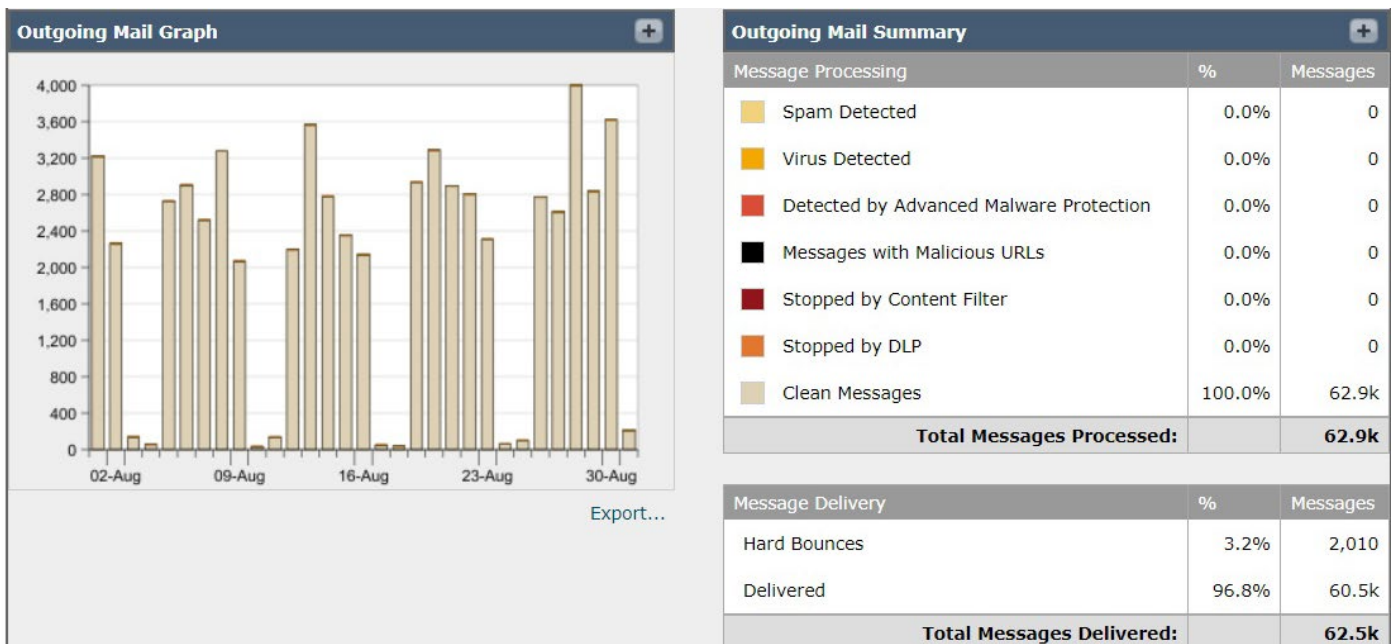 Outgoing Mail Graph
4,000
3,600
3,200
2,800
2,400
2,000
1,600
1,200
800
400
0
02-Aug 09-Aug 16-Aug 23-Aug 30-Aug
Export...
Outgoing Mail Summary
Message Processing % Messages
Spam Detected 0.0% 0
Virus Detected 0.0% 0
Detected by Advanced Malware Protection 0.0% 0
Messages with Malicious URLs 0.0% 0
Stopped by Content Filter 0.0% 0
Stopped by DLP 0.0% 0
Clean Messages 100.0% 62.9k
Total Messages Processed: 62.9k
Message Delivery % Messages
Hard Bounces 3.2% 2,010
Delivered 96.8% 60.5k
Total Messages Delivered: 62.5k